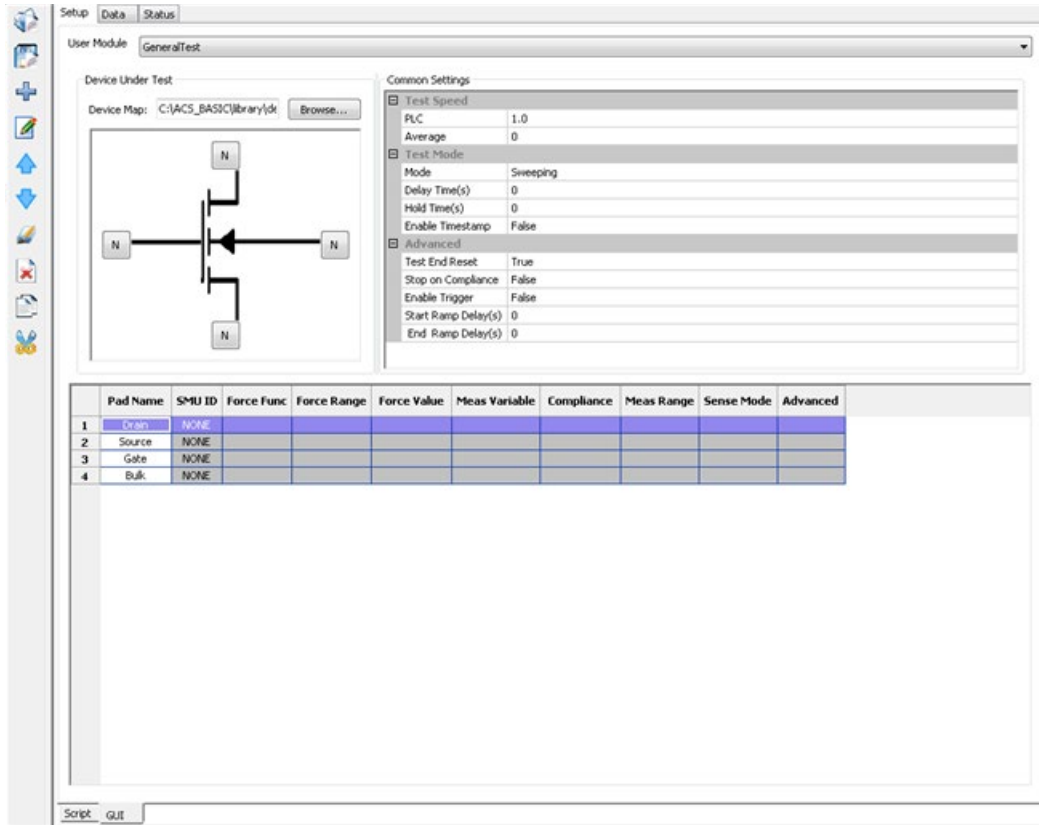 Setup Data Status
User Module GeneralTest
Device Under Test
Device Map: C:\ACS_BASIC\library\de Browse...
N
N N
N
Common Settings
Test Speed
PLC 1.0
Average 0
Test Mode
Mode Sweeping
Delay Time(s) 0
Hold Time(s) 0
Enable Timestamp False
Advanced
Test End Reset True
Stop on Compliance False
Enable Trigger False
Start Ramp Delay(s) 0
End Ramp Delay(s) 0
Pad Name SMU ID Force Func Force Range Force Value Meas Variable Compliance Meas Range Sense Mode Advanced
1 Drain NONE
2 Source NONE
3 Gate NONE
4 Bulk NONE
Script GUI